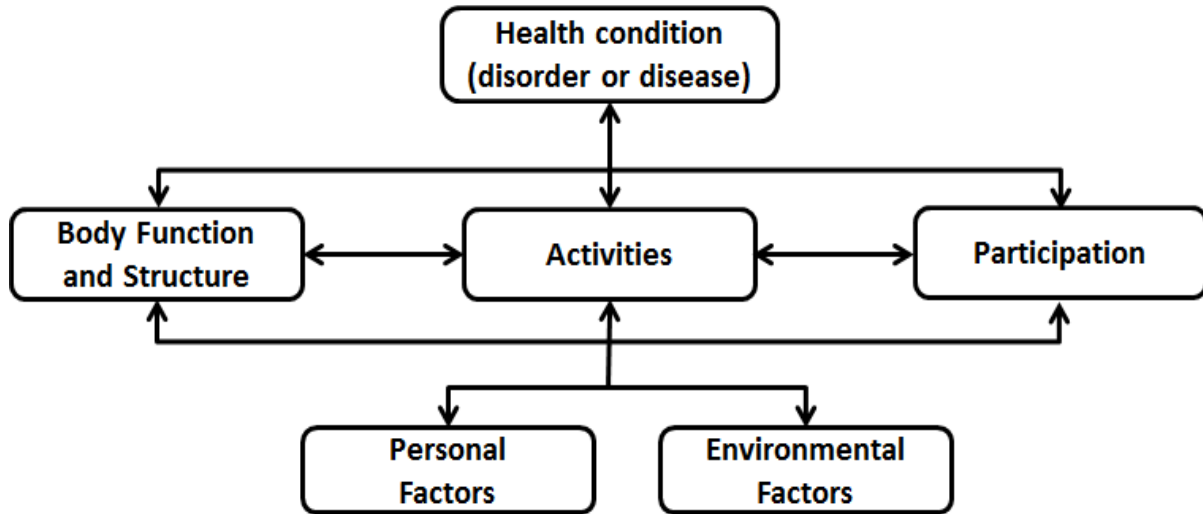 Health condition
(disorder or disease)
Body Function
and Structure
Activities
Participation
Personal
Factors
Environmental
Factors